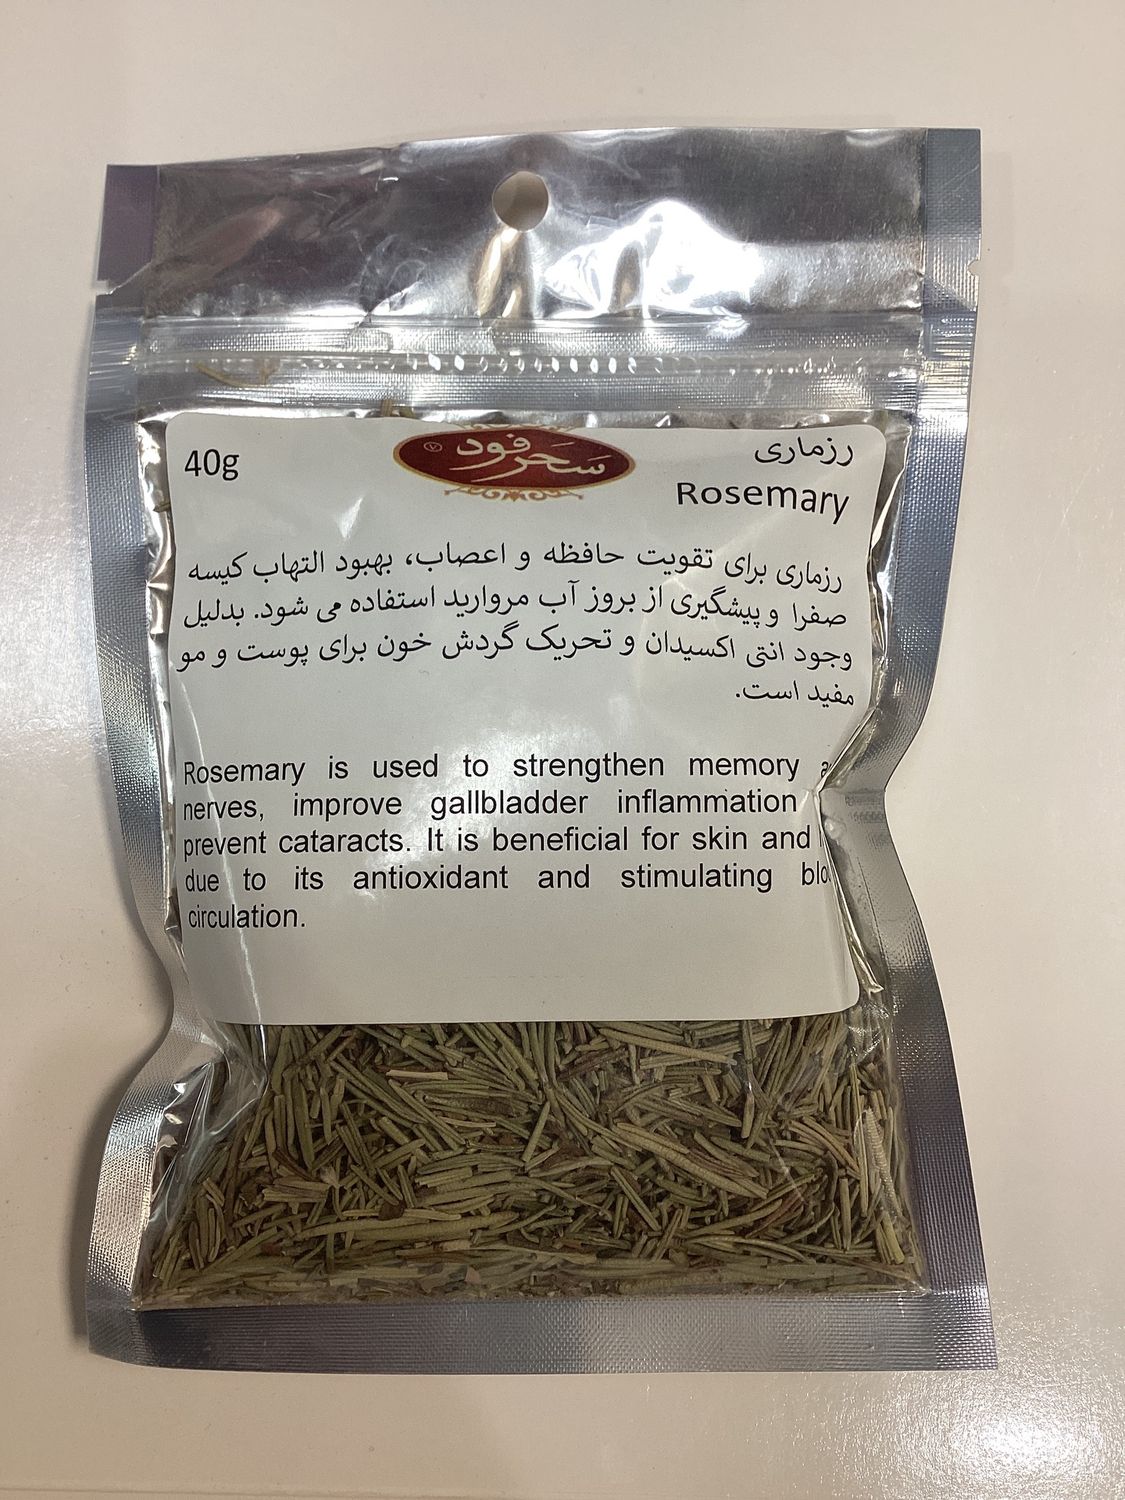 40g
سحر فود
رزماری
Rosemary
رزماری برای تقویت حافظه و اعصاب، بهبود التهاب کیسه
صفرا و پیشگیری از بروز آب مروارید استفاده می شود. بدلیل
وجود انتی اکسیدان و تحریک گردش خون برای پوست و مو
مفید است.
Rosemary is used to strengthen memory
nerves, improve gallbladder inflammation
prevent cataracts. It is beneficial for skin and
due to its antioxidant and stimulating
circulation.